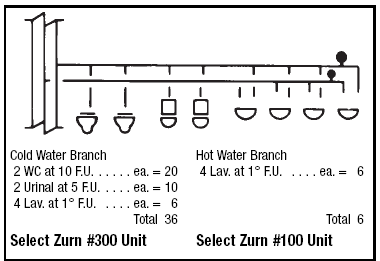 Cold Water Branch
2 WC at 10 F.U. . . . . . ea. = 20
2 Urinal at 5 F.U. . . . . ea. = 10
4 Lav. at 1° F.U. . . . . ea. = 6
Total 36
Select Zurn #300 Unit
Hot Water Branch
4 Lav. at 1° F.U. . . . . ea. = 6
Total 6
Select Zurn #100 Unit